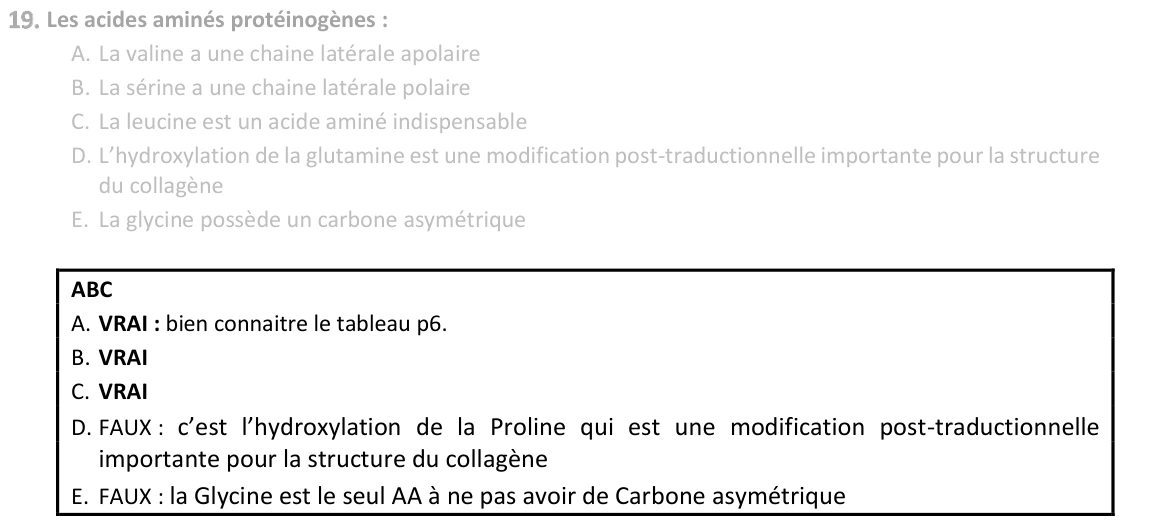 19. Les acides aminés protéinogènes :
A. La valine a une chaine latérale apolaire
B. La sérine a une chaine latérale polaire
C. La leucine est un acide aminé indispensable
D. L’hydroxylation de la glutamine est une modification post-traductionnelle importante pour la structure
du collagène
E. La glycine possède un carbone asymétrique
ABC
A. VRAI : bien connaitre le tableau p6.
B. VRAI
C. VRAI
D. FAUX : c’est l’hydroxylation de la Proline qui est une modification post-traductionnelle
importante pour la structure du collagène
E. FAUX : la Glycine est le seul AA à ne pas avoir de Carbone asymétrique